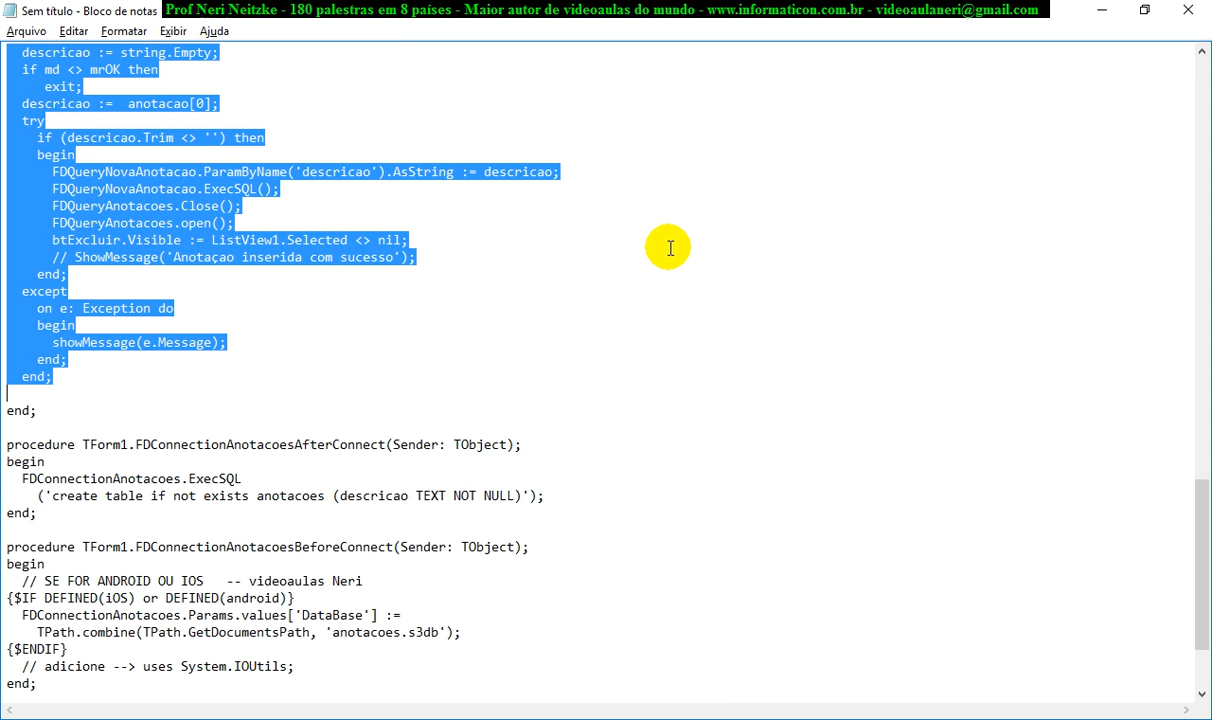 Sem título - Bloco de notas
Prof Neri Neitzke - 180 palestras em 8 países - Maior autor de videoaulas do mundo - www.informaticon.com.br - videoaulaneri@gmail.com
Arquivo Editar Formatar Exibir Ajuda
descricao := string.Empty;
if md <> mrOK then
exit;
descricao :=  anotacao[0];
try
if (descricao.Trim <> '') then
begin
FDQueryNovaAnotacao.ParamByName('descricao').AsString := descricao;
FDQueryNovaAnotacao.ExecSQL();
FDQueryAnotacoes.Close();
FDQueryAnotacoes.open();
btExcluir.Visible := ListView1.Selected <> nil;
// ShowMessage('Anotaçao inserida com sucesso');
end;
except
on e: Exception do
begin
showMessage(e.Message);
end;
end;
end;
procedure TForm1.FDConnectionAnotacoesAfterConnect(Sender: TObject);
begin
FDConnectionAnotacoes.ExecSQL
('create table if not exists anotacoes (descricao TEXT NOT NULL)');
end;
procedure TForm1.FDConnectionAnotacoesBeforeConnect(Sender: TObject);
begin
// SE FOR ANDROID OU IOS   -- videoaulas Neri
{$IF DEFINED(iOS) or DEFINED(android)}
FDConnectionAnotacoes.Params.values['DataBase'] :=
TPath.combine(TPath.GetDocumentsPath, 'anotacoes.s3db');
{$ENDIF}
// adicione --> uses System.IOUtils;
end;